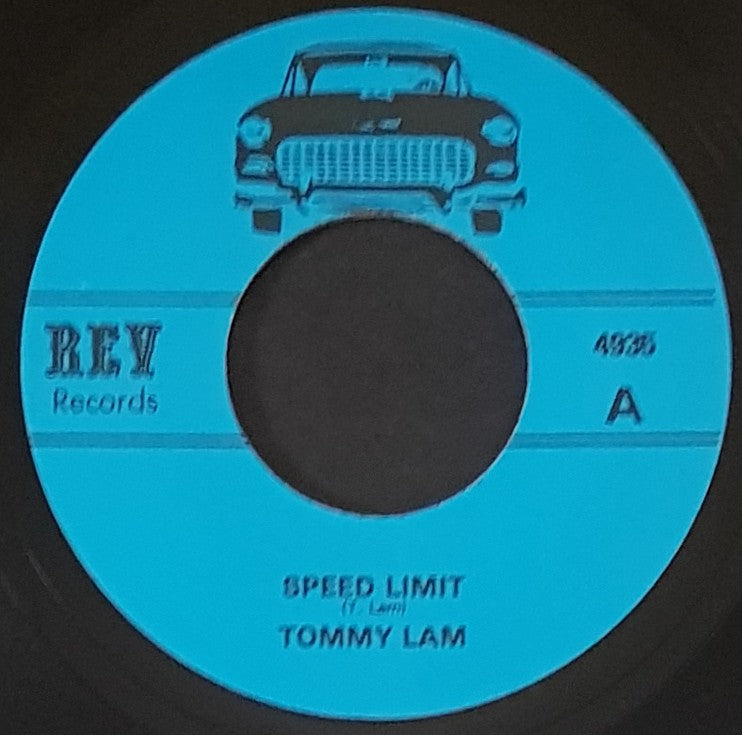 REV
Records
4935
A
SPEED LIMIT
(T. Lam)
TOMMY LAM